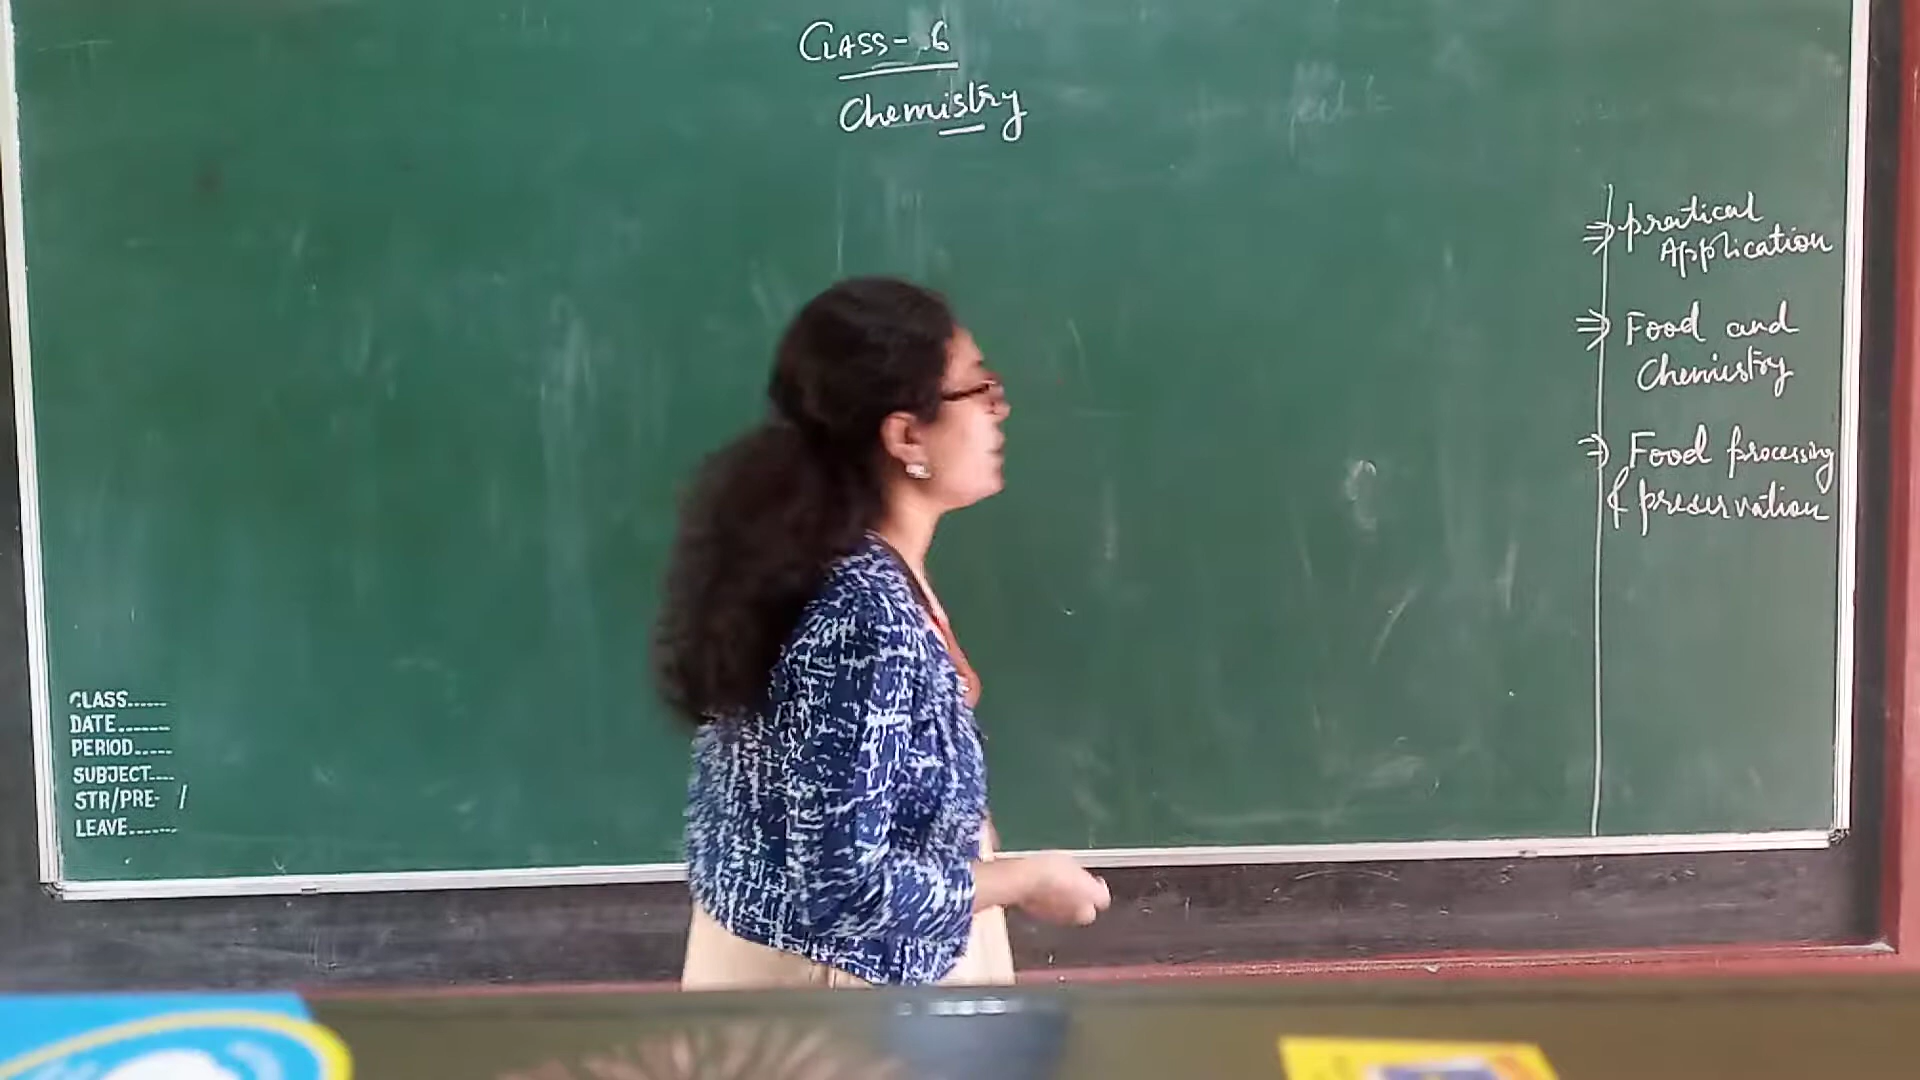 CLASS-6
Chemistry
pratical
Application
Food and
Chemistry
Food processing
& preservation
CLASS......
DATE.......
PERIOD.....
SUBJECT....
STR/PRE- /
LEAVE.......